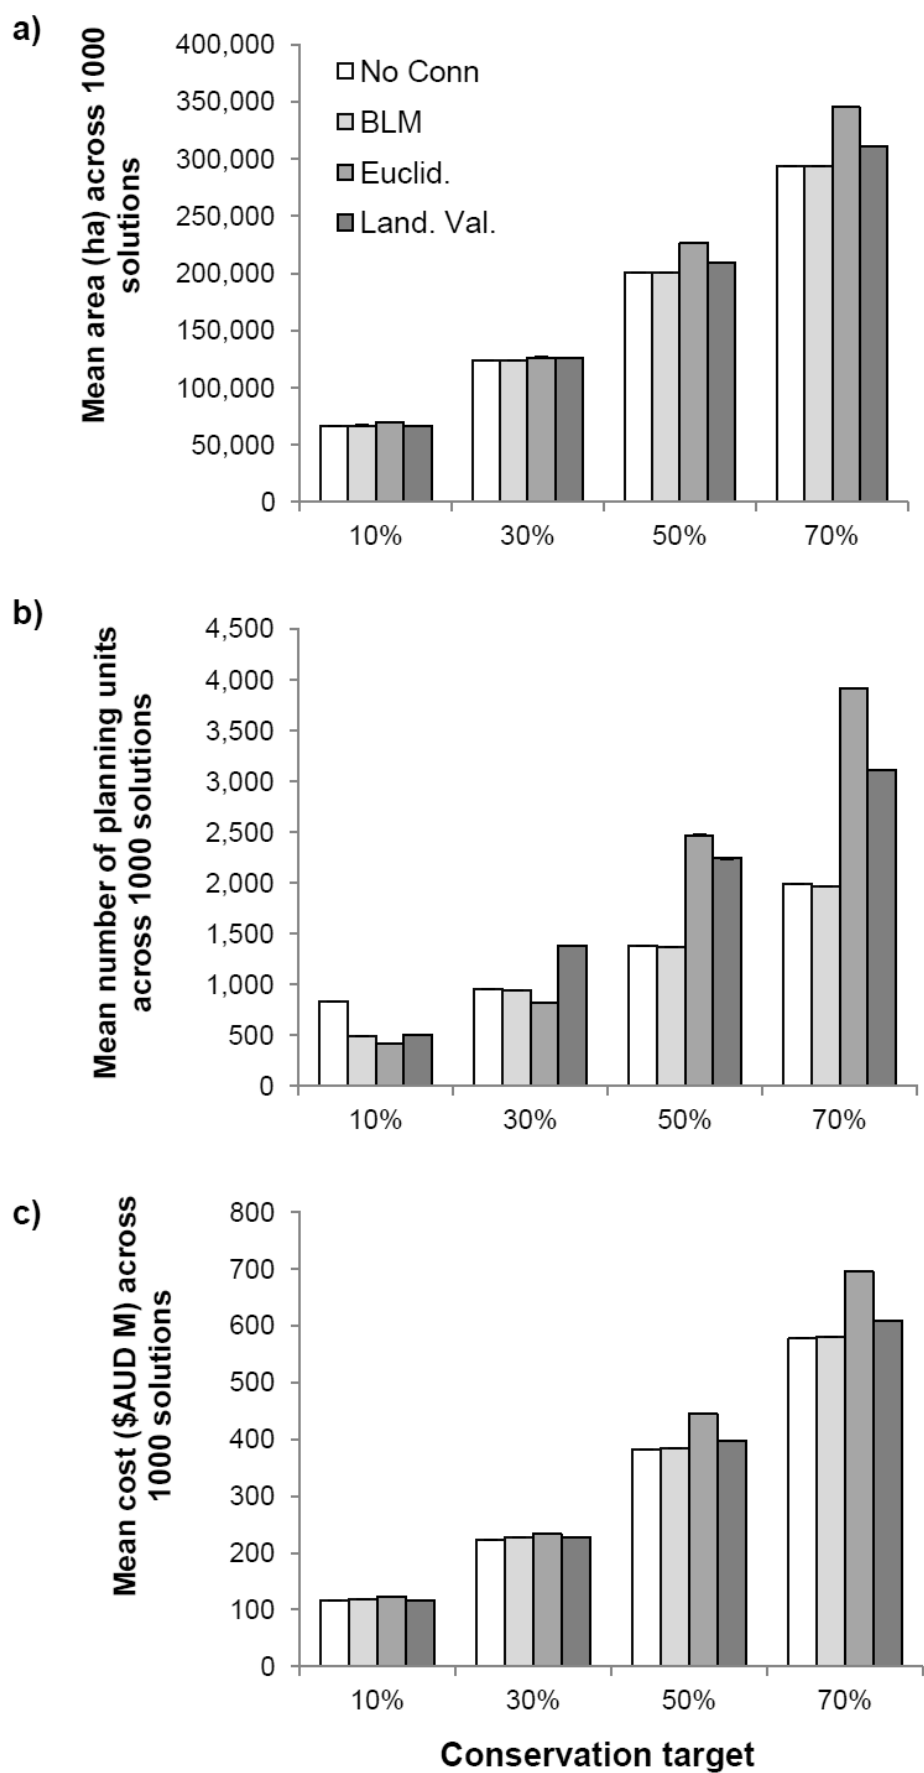 a)
Mean area (ha) across 1000
solutions
400,000
350,000
300,000
250,000
200,000
150,000
100,000
50,000
0
No Conn
BLM
Euclid.
Land. Val.
10% 30% 50% 70%
b)
Mean number of planning units
across 1000 solutions
4,500
4,000
3,500
3,000
2,500
2,000
1,500
1,000
500
0
10% 30% 50% 70%
c)
Mean cost ($AUD M) across
1000 solutions
800
700
600
500
400
300
200
100
0
10% 30% 50% 70%
Conservation target